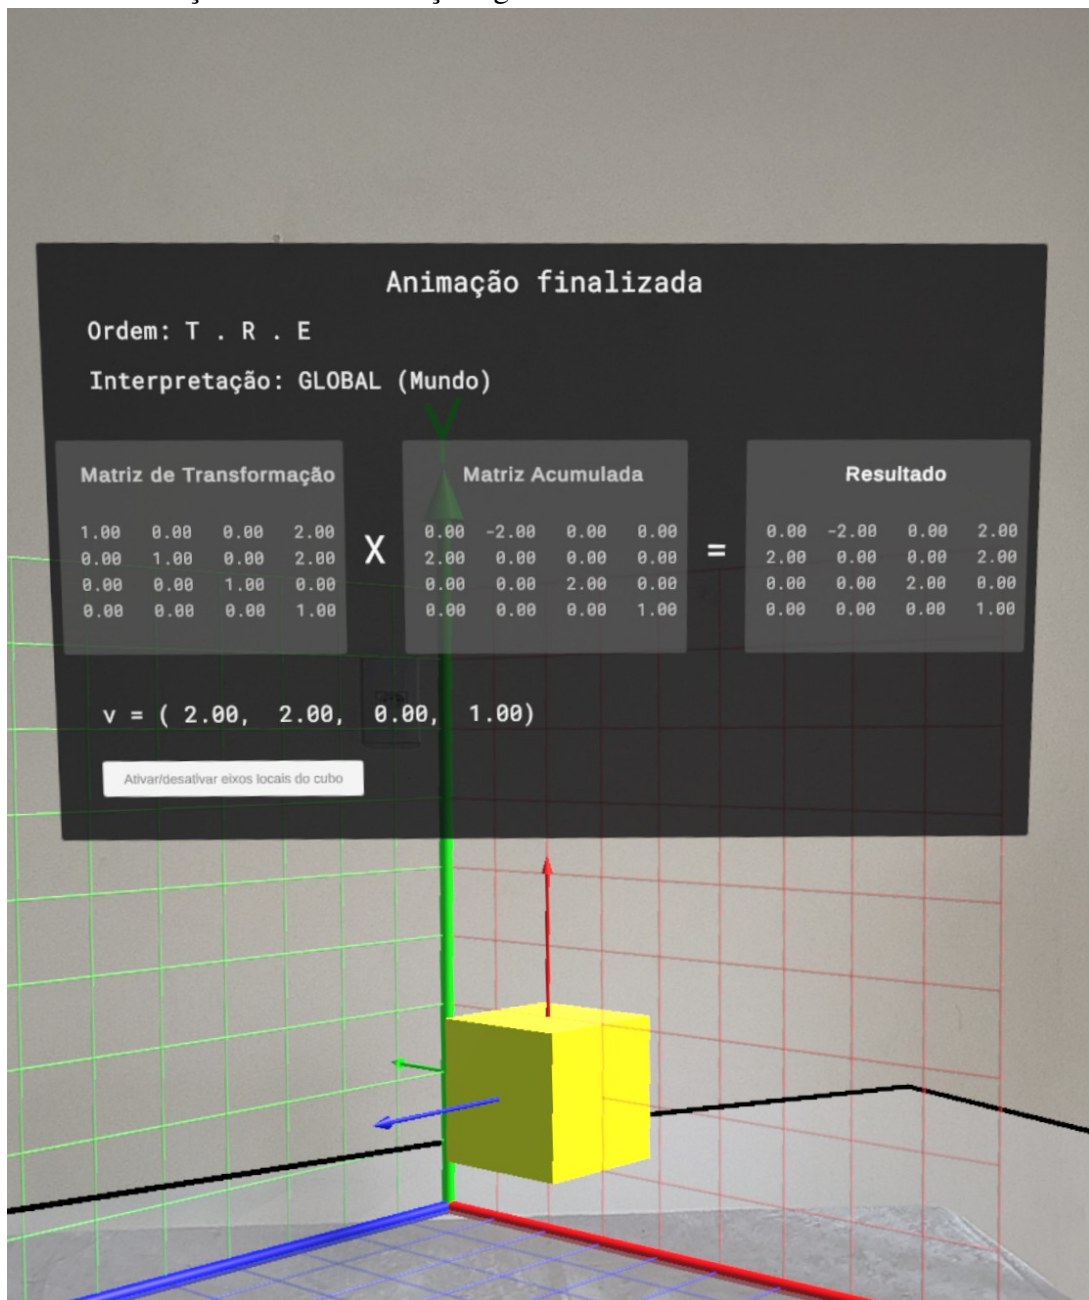 Animação finalizada
Ordem: T . R . E
Interpretação: GLOBAL (Mundo)
Y
Matriz de Transformação
1.00 0.00 0.00 2.00
0.00 1.00 0.00 2.00
0.00 0.00 1.00 0.00
0.00 0.00 0.00 1.00
X
Matriz Acumulada
0.00 -2.00 0.00 0.00
2.00 0.00 0.00 0.00
0.00 0.00 2.00 0.00
0.00 0.00 0.00 1.00
=
Resultado
0.00 -2.00 0.00 2.00
2.00 0.00 0.00 2.00
0.00 0.00 2.00 0.00
0.00 0.00 0.00 1.00
v = ( 2.00, 2.00, 0.00, 1.00)
Ativar/desativar eixos locais do cubo